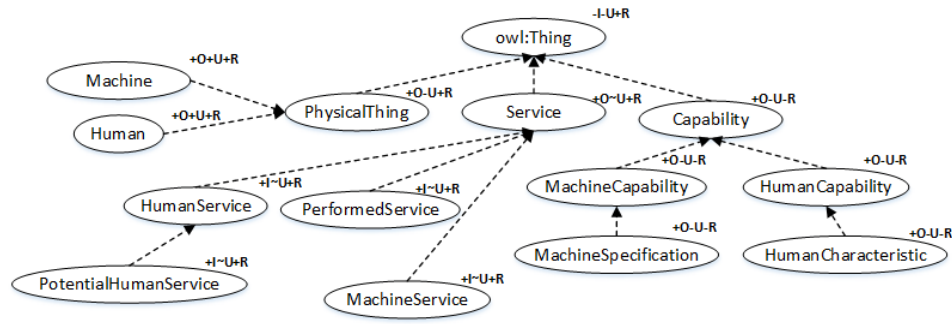 -I-U+R
owl:Thing
+O+U+R
Machine
+O-U+R
PhysicalThing
+O~U+R
Service
+O-U-R
Capability
+O+U+R
Human
+O-U-R
MachineCapability
+O-U-R
HumanCapability
+I~U+R
HumanService
+I~U+R
PerformedService
+O-U-R
MachineSpecification
+O-U-R
HumanCharacteristic
+I~U+R
PotentialHumanService
+I~U+R
MachineService